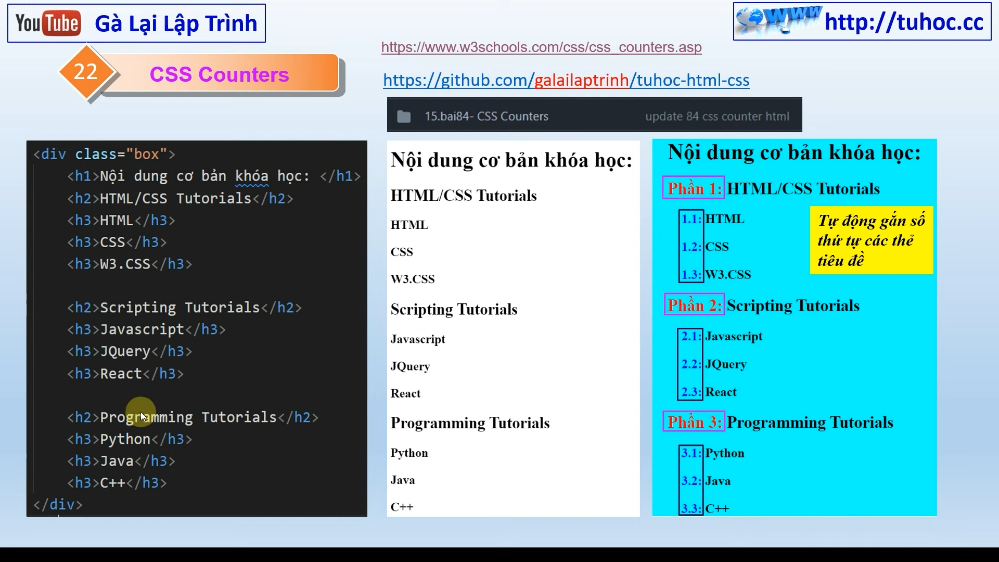 YouTube Gà Lại Lập Trình
www http://tuhoc.cc
22 CSS Counters
https://www.w3schools.com/css/css_counters.asp
https://github.com/galailaptrinh/tuhoc-html-css
15.bai84- CSS Counters update 84 css counter html
<div class="box">
<h1>Nội dung cơ bản khóa học: </h1>
<h2>HTML/CSS Tutorials</h2>
<h3>HTML</h3>
<h3>CSS</h3>
<h3>W3.CSS</h3>
<h2>Scripting Tutorials</h2>
<h3>Javascript</h3>
<h3>JQuery</h3>
<h3>React</h3>
<h2>Programming Tutorials</h2>
<h3>Python</h3>
<h3>Java</h3>
<h3>C++</h3>
</div>
Nội dung cơ bản khóa học:
HTML/CSS Tutorials
HTML
CSS
W3.CSS
Scripting Tutorials
Javascript
JQuery
React
Programming Tutorials
Python
Java
C++
Nội dung cơ bản khóa học:
Phần 1: HTML/CSS Tutorials
1.1: HTML
1.2: CSS
1.3: W3.CSS
Tự động gắn số
thứ tự các thẻ
tiêu đề
Phần 2: Scripting Tutorials
2.1: Javascript
2.2: JQuery
2.3: React
Phần 3: Programming Tutorials
3.1: Python
3.2: Java
3.3: C++